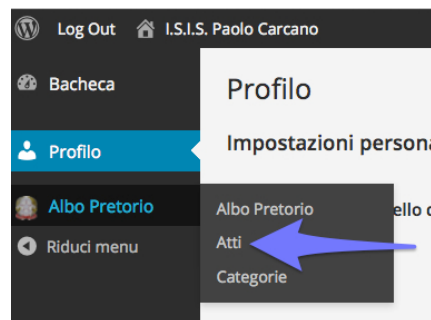 Log Out I.S.I.S. Paolo Carcano
Bacheca
Profilo
Profilo
Impostazioni persona
Albo Pretorio
Riduci menu
Albo Pretorio
Atti
Categorie
ello